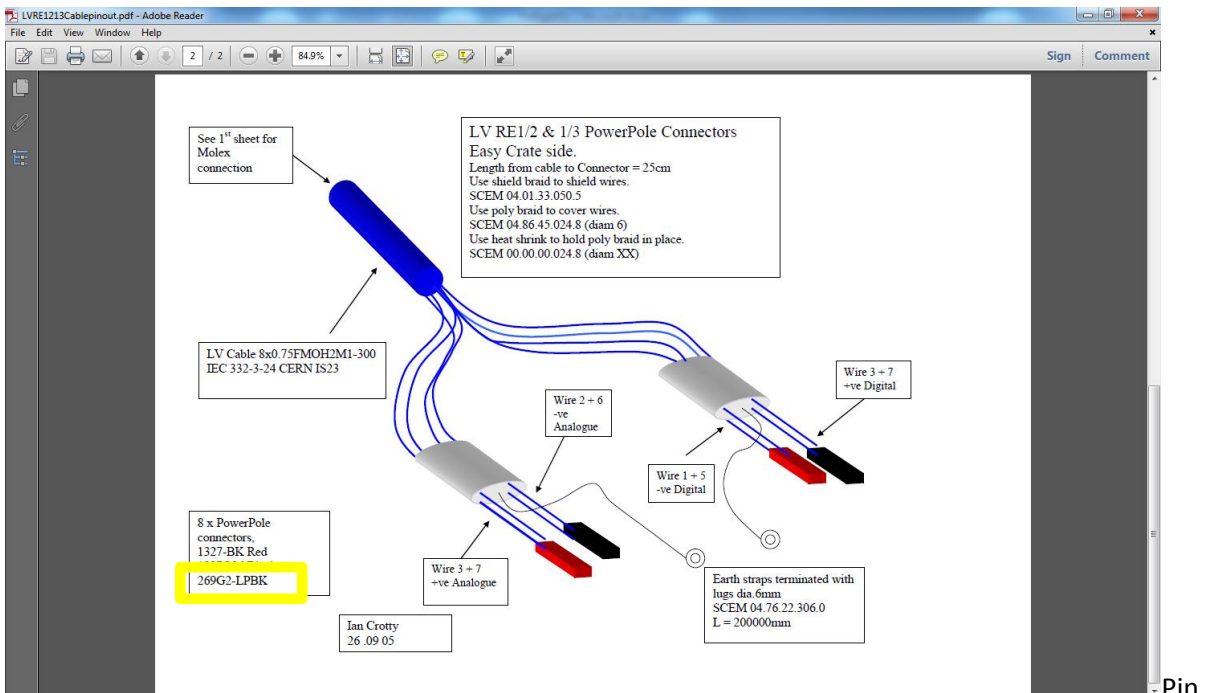 LVRE1213Cablepinout.pdf - Adobe Reader
File Edit View Window Help
2 / 2 84.9% Sign Comment
See 1st sheet for
Molex
connection
LV RE1/2 & 1/3 PowerPole Connectors
Easy Crate side.
Length from cable to Connector = 25cm
Use shield braid to shield wires.
SCEM 04.01.33.050.5
Use poly braid to cover wires.
SCEM 04.86.45.024.8 (diam 6)
Use heat shrink to hold poly braid in place.
SCEM 00.00.00.024.8 (diam XX)
LV Cable 8x0.75FMOH2M1-300
IEC 332-3-24 CERN IS23
Wire 3 + 7
+ve Digital
Wire 2 + 6
-ve
Analogue
Wire 1 + 5
-ve Digital
8 x PowerPole
connectors,
1327-BK Red
269G2-LPBK
Wire 3 + 7
+ve Analogue
Earth straps terminated with
lugs dia.6mm
SCEM 04.76.22.306.0
L = 200000mm
Ian Crotty
26 .09 05
Pin